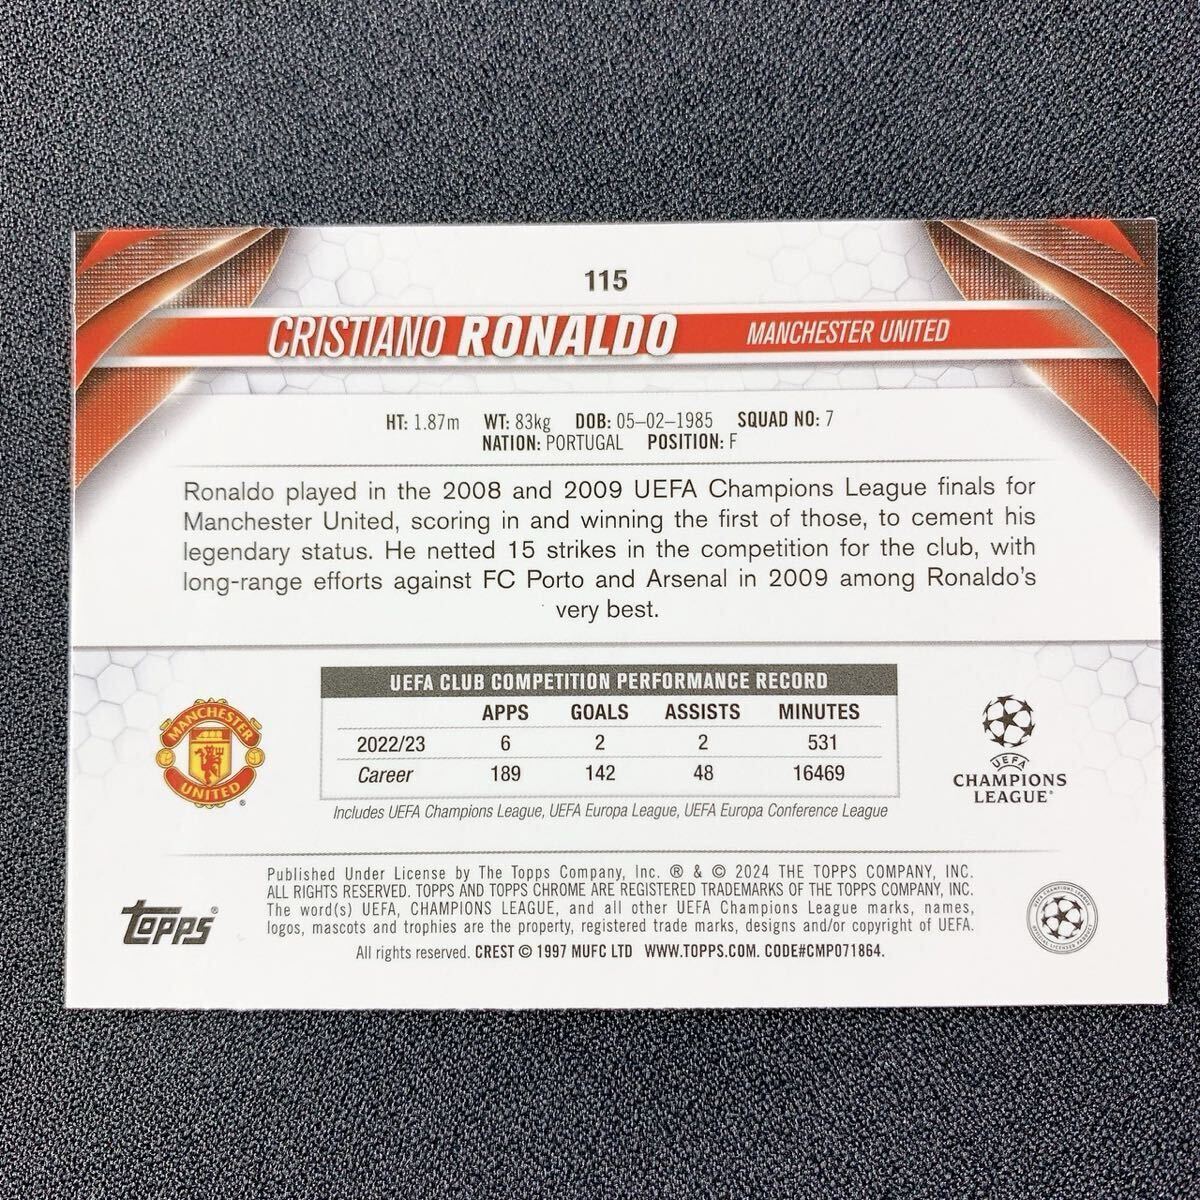 115
CRISTIANO RONALDO MANCHESTER UNITED
HT: 1.87m WT: 83kg DOB: 05–02–1985 SQUAD NO: 7
NATION: PORTUGAL POSITION: F
Ronaldo played in the 2008 and 2009 UEFA Champions League finals for
Manchester United, scoring in and winning the first of those, to cement his
legendary status. He netted 15 strikes in the competition for the club, with
long-range efforts against FC Porto and Arsenal in 2009 among Ronaldo's
very best.
UEFA CLUB COMPETITION PERFORMANCE RECORD
APPS GOALS ASSISTS MINUTES
2022/23 6 2 2 531
Career 189 142 48 16469
Includes UEFA Champions League, UEFA Europa League, UEFA Europa Conference League
MANCHESTER
UNITED
®
UEFA
CHAMPIONS
LEAGUE®
Published Under License by The Topps Company, Inc. ® & © 2024 THE TOPPS COMPANY, INC.
ALL RIGHTS RESERVED. TOPPS AND TOPPS CHROME ARE REGISTERED TRADEMARKS OF THE TOPPS COMPANY, INC.
The word(s) UEFA, CHAMPIONS LEAGUE, and all other UEFA Champions League marks, names,
logos, mascots and trophies are the property, registered trade marks, designs and/or copyright of UEFA.
All rights reserved. CREST © 1997 MUFC LTD WWW.TOPPS.COM. CODE#CMP071864.
Topps®
UEFA CHAMPIONS LEAGUE
OFFICIAL LICENSED PRODUCT